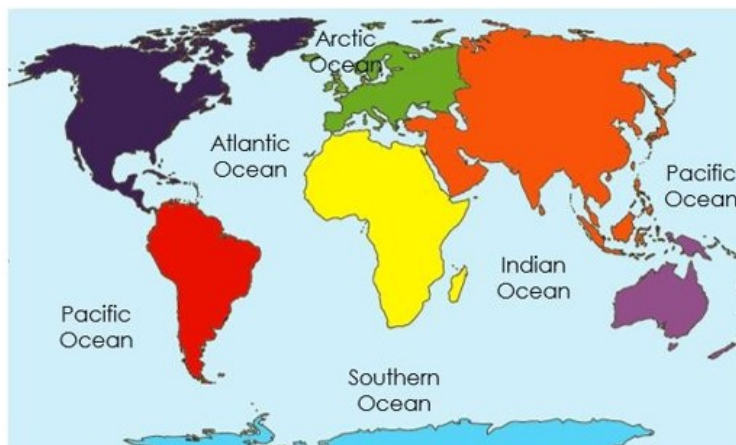 Arctic
Ocean
Atlantic
Ocean
Pacific
Ocean
Indian
Ocean
Pacific
Ocean
Southern
Ocean